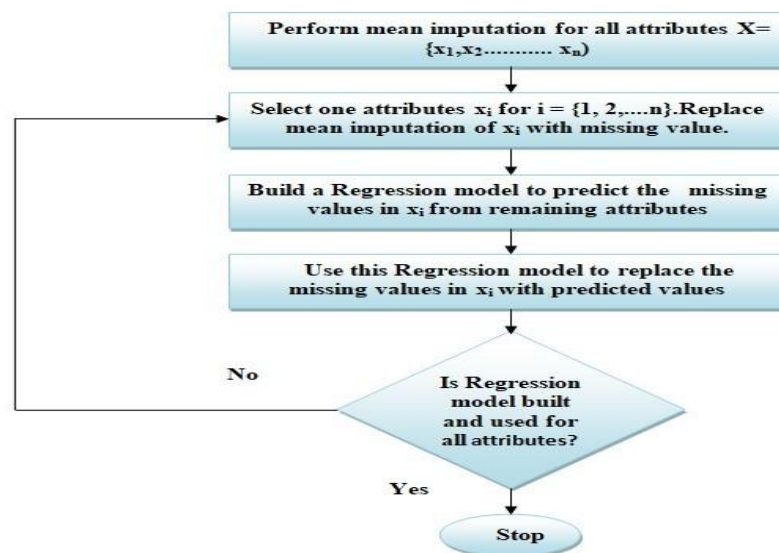 Perform mean imputation for all attributes X=
{x1,x2........... xn)
Select one attributes xi for i = {1, 2,....n}.Replace
mean imputation of xi with missing value.
Build a Regression model to predict the missing
values in xi from remaining attributes
Use this Regression model to replace the
missing values in xi with predicted values
No
Is Regression
model built
and used for
all attributes?
Yes
Stop